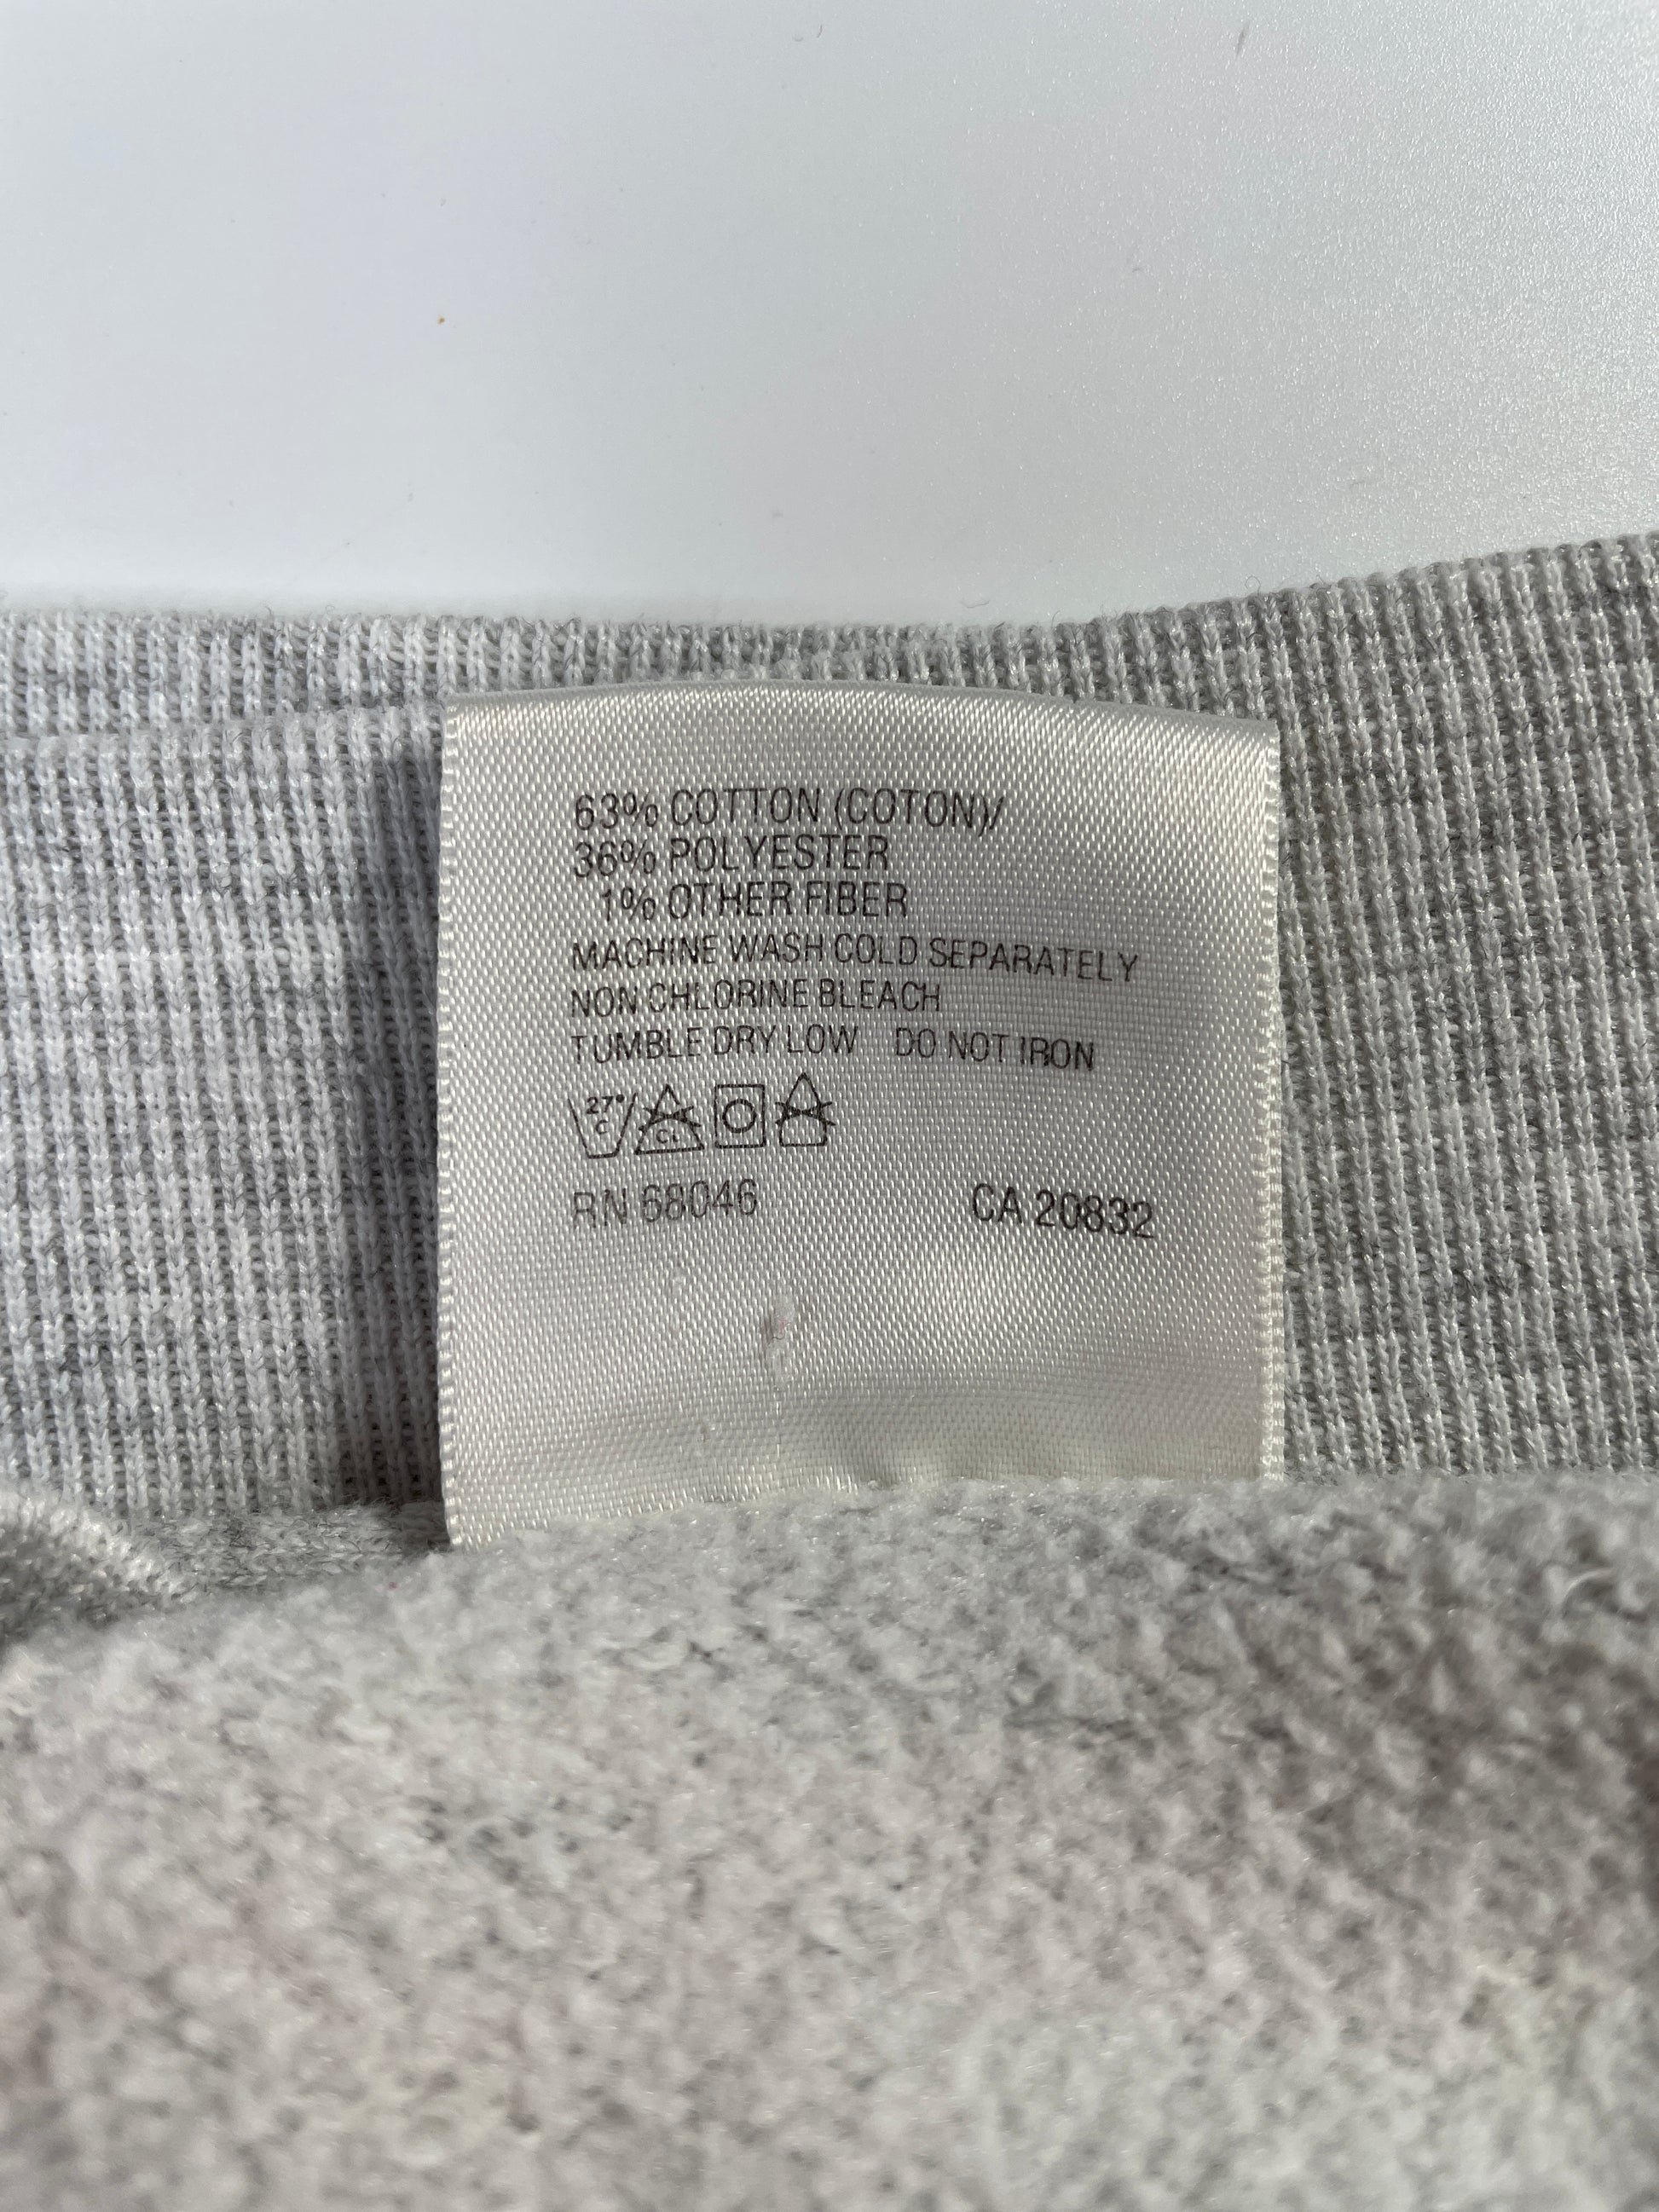 63% COTTON (COTON)/
36% POLYESTER
1% OTHER FIBER
MACHINE WASH COLD SEPARATELY
NON CHLORINE BLEACH
TUMBLE DRY LOW DO NOT IRON
27° C CL
RN 68046 CA 20832